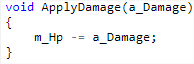 void ApplyDamage(a_Damage)
{
    m_Hp -= a_Damage;
}